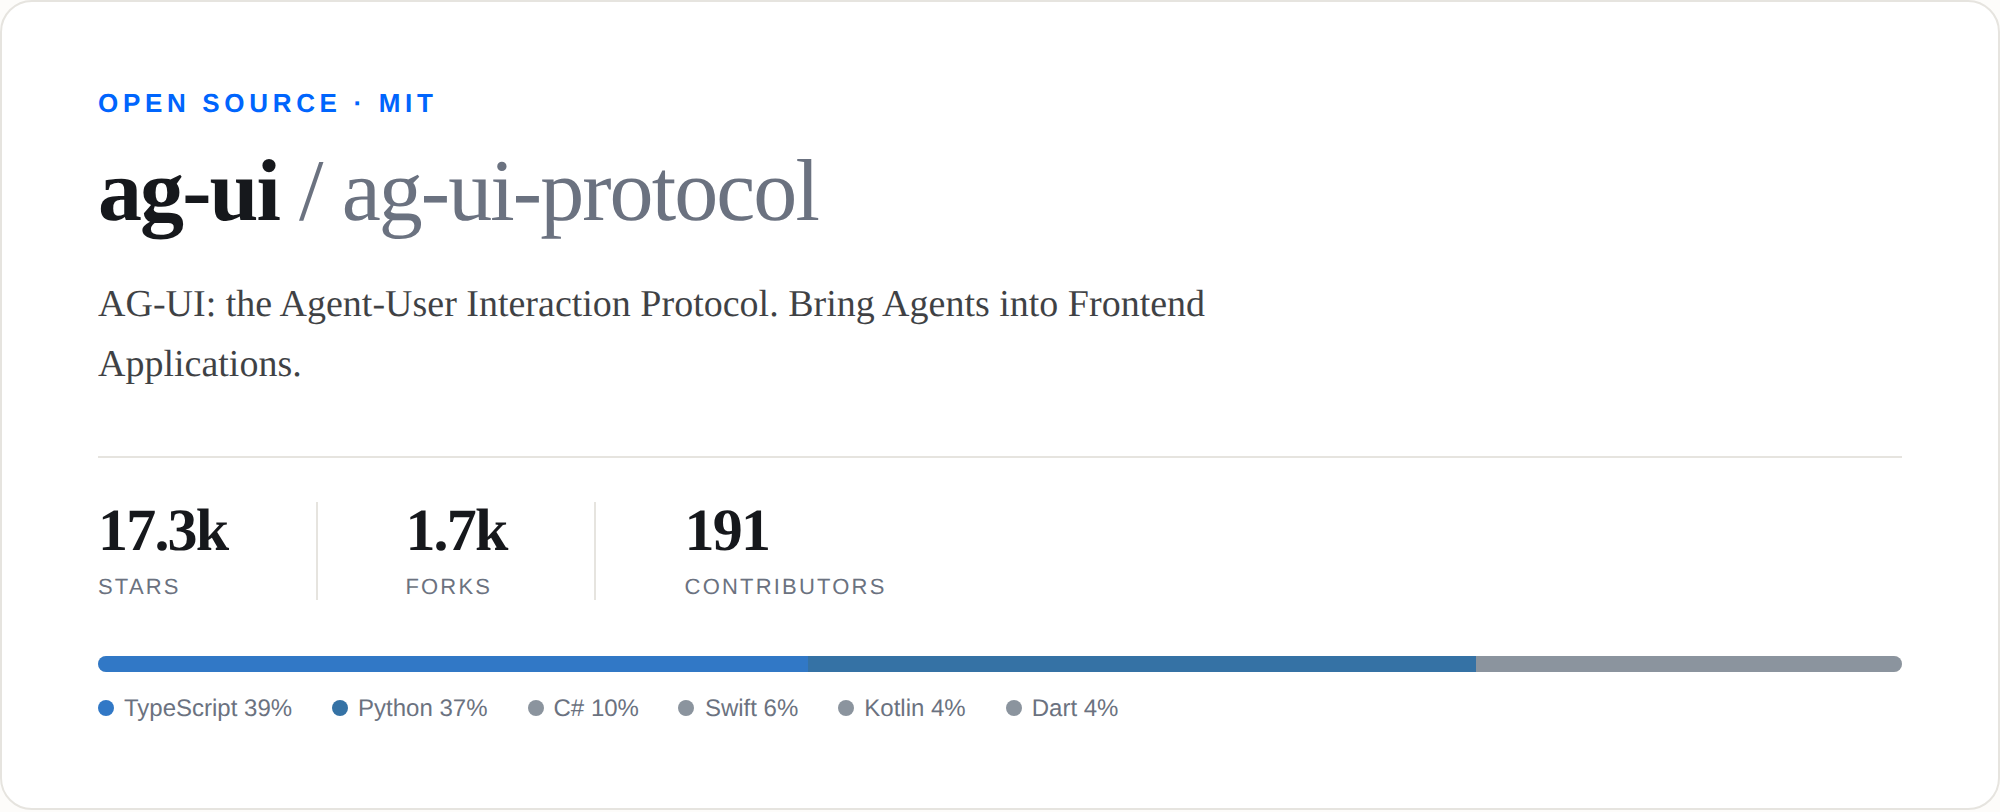 OPEN SOURCE · MIT
ag-ui / ag-ui-protocol
AG-UI: the Agent-User Interaction Protocol. Bring Agents into Frontend
Applications.
17.3k
STARS
1.7k
FORKS
191
CONTRIBUTORS
TypeScript 39% Python 37% C# 10% Swift 6% Kotlin 4% Dart 4%